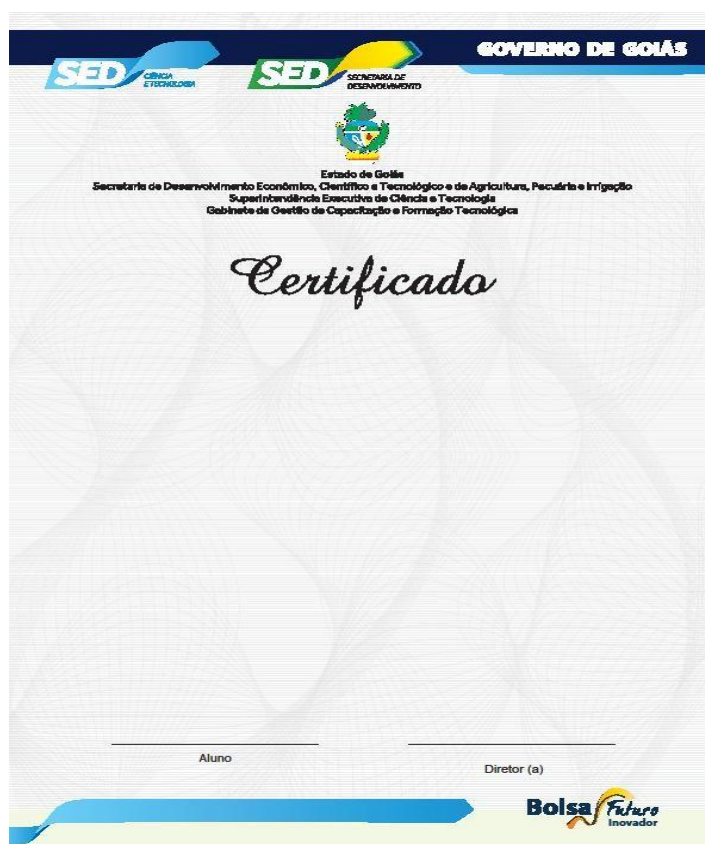 GOVERNO DE GOIÁS
SED CIÊNCIA E TECNOLOGIA
SED SECRETARIA DE DESENVOLVIMENTO
Estado de Goiás
Secretaria de Desenvolvimento Econômico, Científico e Tecnológico e de Agricultura, Pecuária e Irrigação
Superintendência Executiva de Ciência e Tecnologia
Gabinete de Gestão de Capacitação e Formação Tecnológica
Certificado
Aluno
Diretor (a)
Bolsa Futuro
Inovador